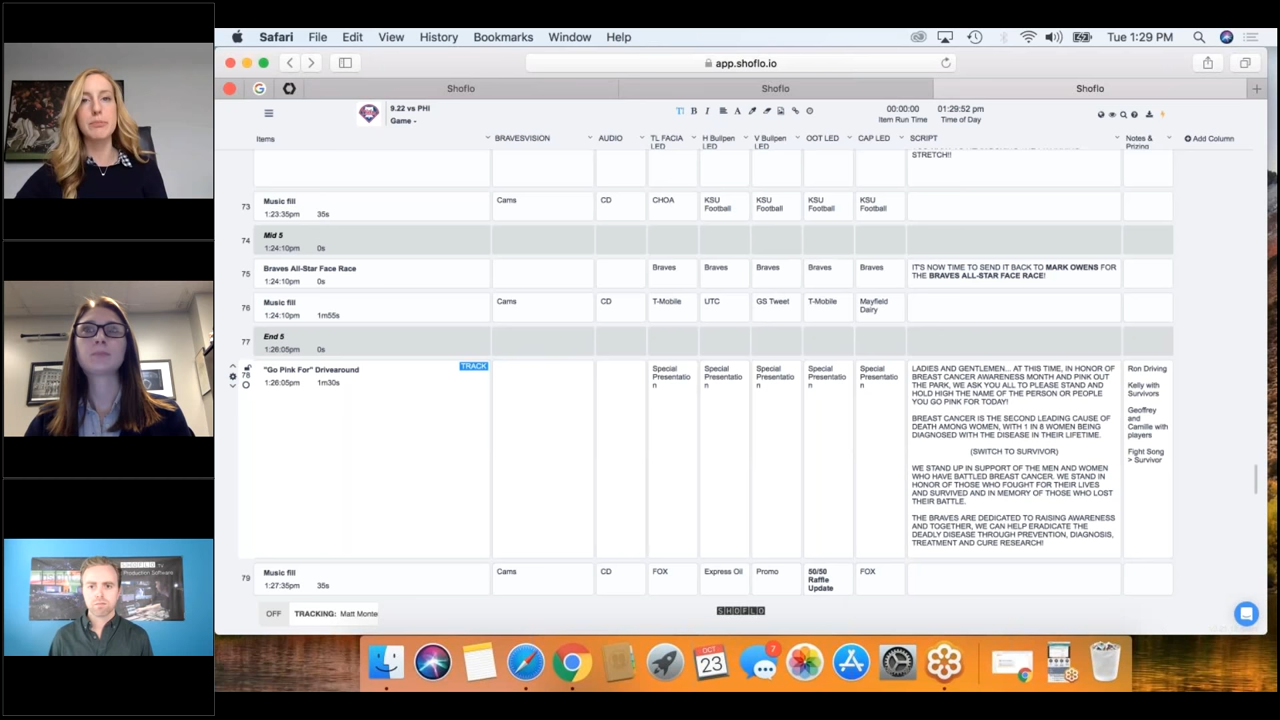 Safari File Edit View History Bookmarks Window Help Tue 1:29 PM
app.shoflo.io
Shoflo Shoflo Shoflo
9.22 vs PHI
Game -
00:00:00
Item Run Time
01:29:52 pm
Time of Day
Items BRAVESVISION AUDIO TL FACIA LED H Bullpen LED V Bullpen LED OOT LED CAP LED SCRIPT Notes & Prizing Add Column
STRETCH!!
73 Music fill Cams CD CHOA KSU Football KSU Football KSU Football KSU Football
1:23:35pm 35s
74 Mid 5
1:24:10pm 0s
75 Braves All-Star Face Race Braves Braves Braves Braves Braves
1:24:10pm 0s
IT'S NOW TIME TO SEND IT BACK TO MARK OWENS FOR
THE BRAVES ALL-STAR FACE RACE!
76 Music fill Cams CD T-Mobile UTC GS Tweet T-Mobile Mayfield Dairy
1:24:10pm 1m55s
77 End 5
1:26:05pm 0s
78 "Go Pink For" Drivearound TRACK
1:26:05pm 1m30s
Special Presentatio n Special Presentatio n Special Presentatio n Special Presentatio n Special Presentatio n
LADIES AND GENTLEMEN... AT THIS TIME, IN HONOR OF
BREAST CANCER AWARENESS MONTH AND PINK OUT
THE PARK, WE ASK YOU ALL TO PLEASE STAND AND
HOLD HIGH THE NAME OF THE PERSON OR PEOPLE
YOU GO PINK FOR TODAY!
BREAST CANCER IS THE SECOND LEADING CAUSE OF
DEATH AMONG WOMEN, WITH 1 IN 8 WOMEN BEING
DIAGNOSED WITH THE DISEASE IN THEIR LIFETIME.
(SWITCH TO SURVIVOR)
WE STAND UP IN SUPPORT OF THE MEN AND WOMEN
WHO HAVE BATTLED BREAST CANCER. WE STAND IN
HONOR OF THOSE WHO FOUGHT FOR THEIR LIVES
AND SURVIVED AND IN MEMORY OF THOSE WHO LOST
THEIR BATTLE.
THE BRAVES ARE DEDICATED TO RAISING AWARENESS
AND TOGETHER, WE CAN HELP ERADICATE THE
DEADLY DISEASE THROUGH PREVENTION, DIAGNOSIS,
TREATMENT AND CURE RESEARCH!
Ron Driving
Kelly with
Survivors
Geoffrey
and
Camille with
players
Fight Song
> Survivor
79 Music fill Cams CD FOX Express Oil Promo 50/50 Raffle Update FOX
1:27:35pm 35s
OFF TRACKING: Matt Monte
SHOFLO
OCT
23
7
SHOFLO TV
Production Software